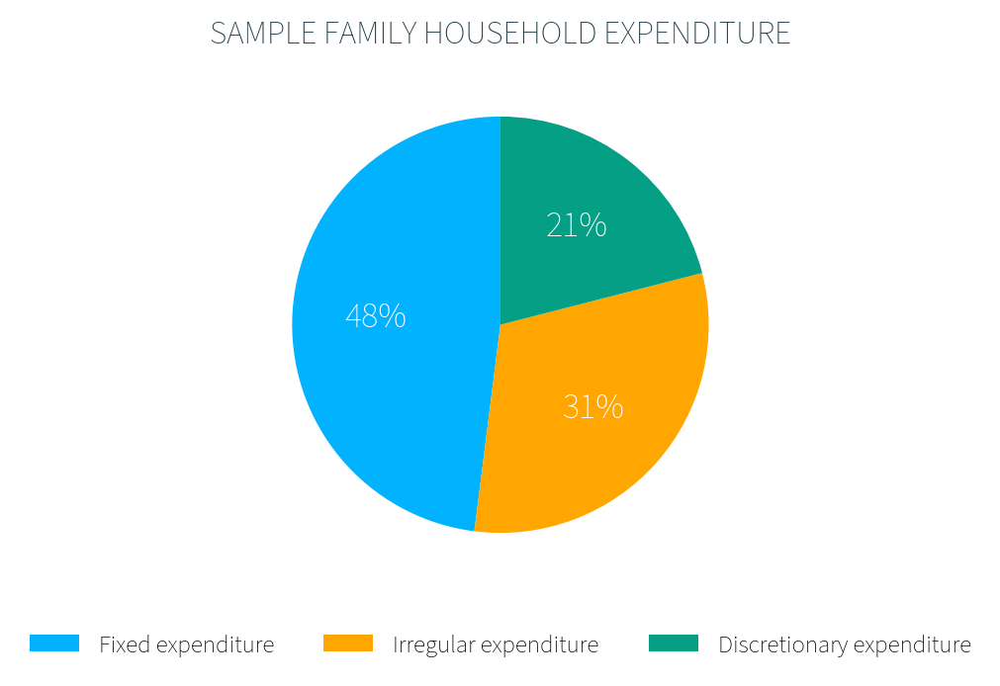 SAMPLE FAMILY HOUSEHOLD EXPENDITURE
21%
48%
31%
Fixed expenditure
Irregular expenditure
Discretionary expenditure